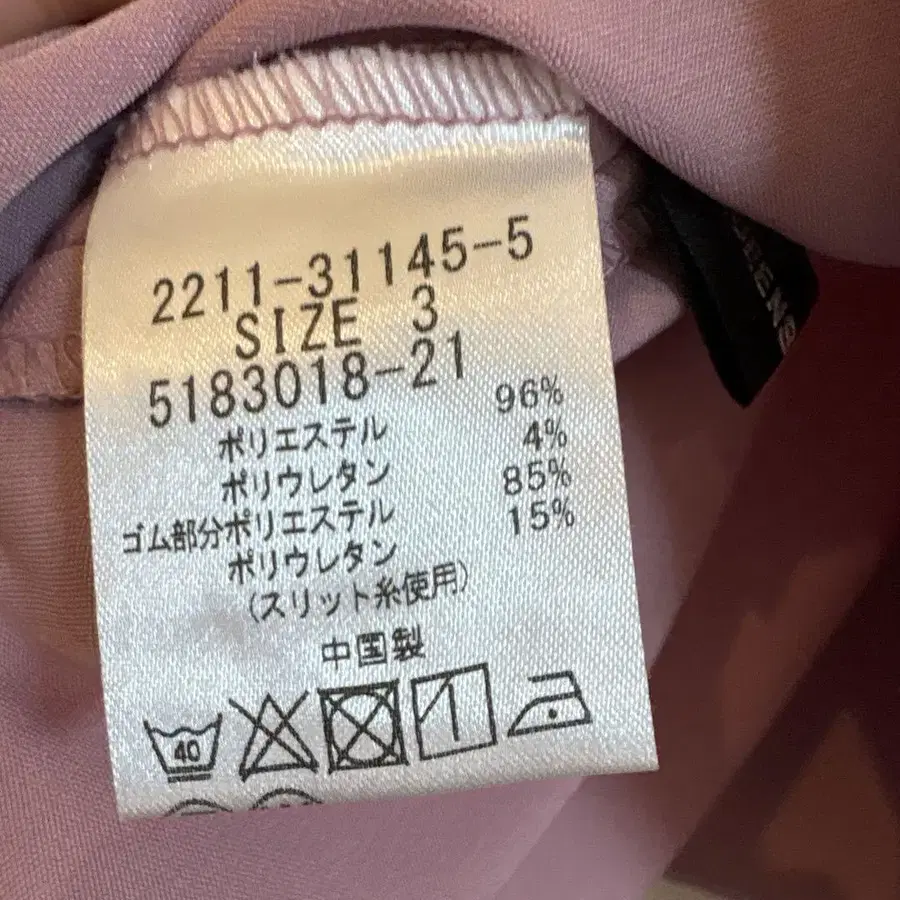 2211-31145-5
SIZE 3
5183018-21
ポリエステル 96%
ポリウレタン 4%
ゴム部分ポリエステル 85%
ポリウレタン 15%
(スリット糸使用)
中国製
40